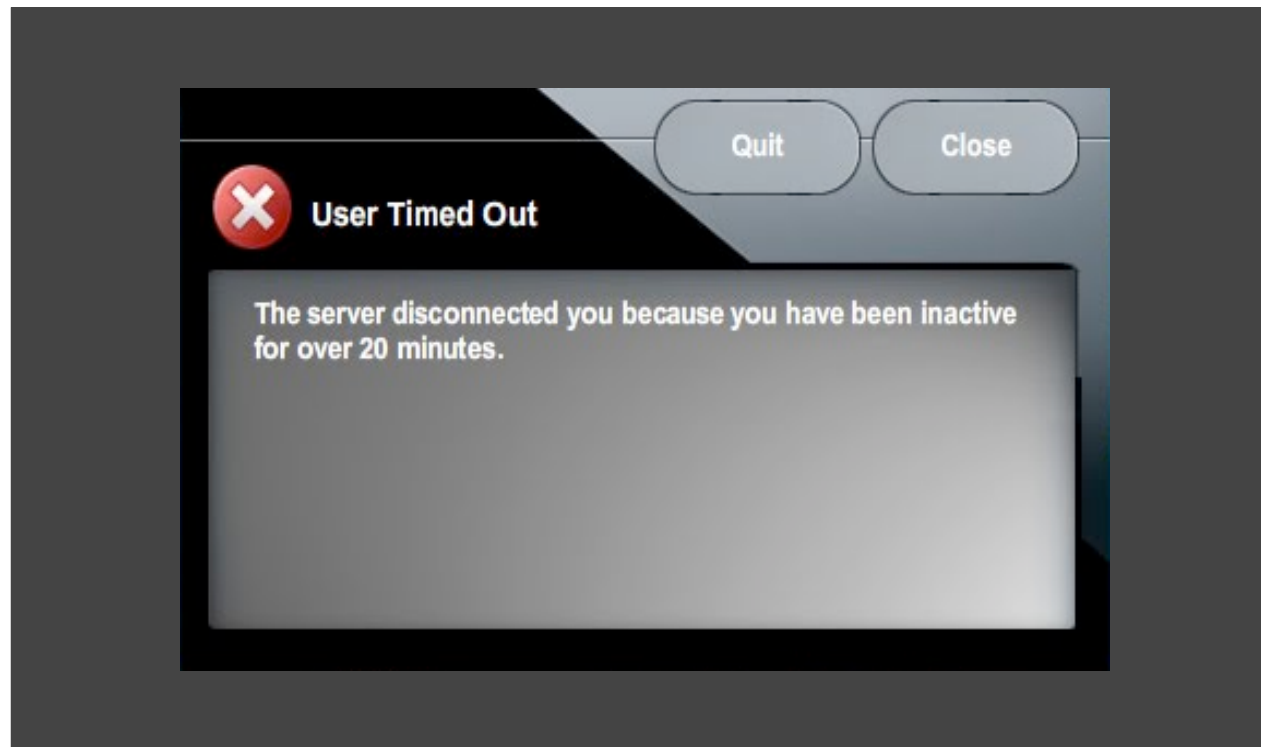 Quit
Close
User Timed Out
The server disconnected you because you have been inactive
for over 20 minutes.